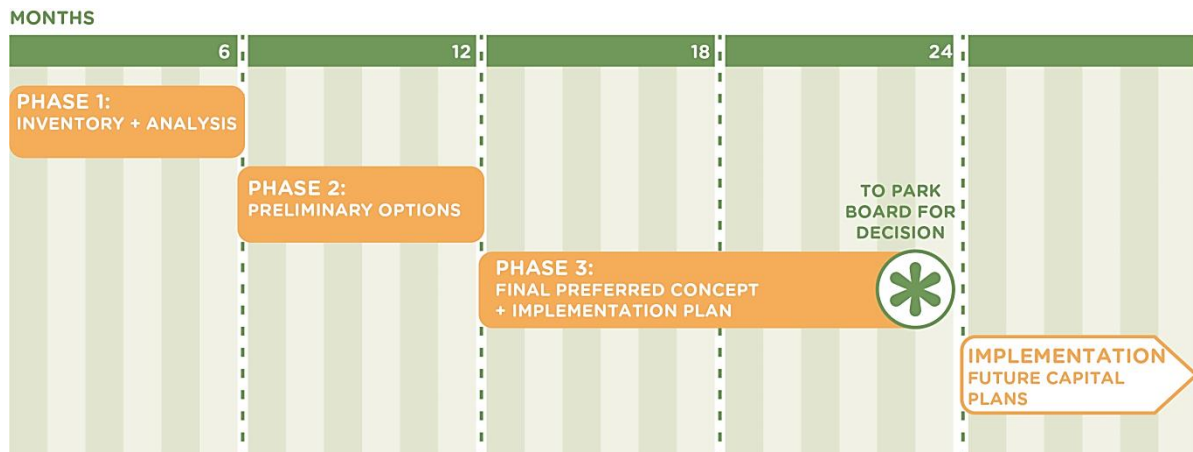 MONTHS
6 12 18 24
PHASE 1:
INVENTORY + ANALYSIS
PHASE 2:
PRELIMINARY OPTIONS
TO PARK
BOARD FOR
DECISION
PHASE 3:
FINAL PREFERRED CONCEPT
+ IMPLEMENTATION PLAN
IMPLEMENTATION
FUTURE CAPITAL
PLANS